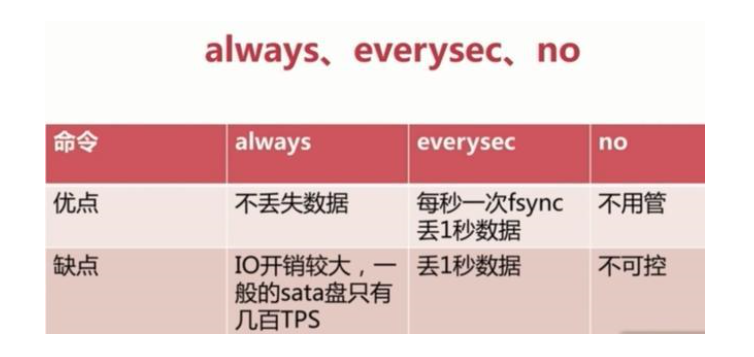 always、everysec、no
命令 always everysec no
优点 不丢失数据 每秒一次fsync 不用管
丢1秒数据
缺点 IO开销较大，一 丢1秒数据 不可控
般的sata盘只有
几百TPS